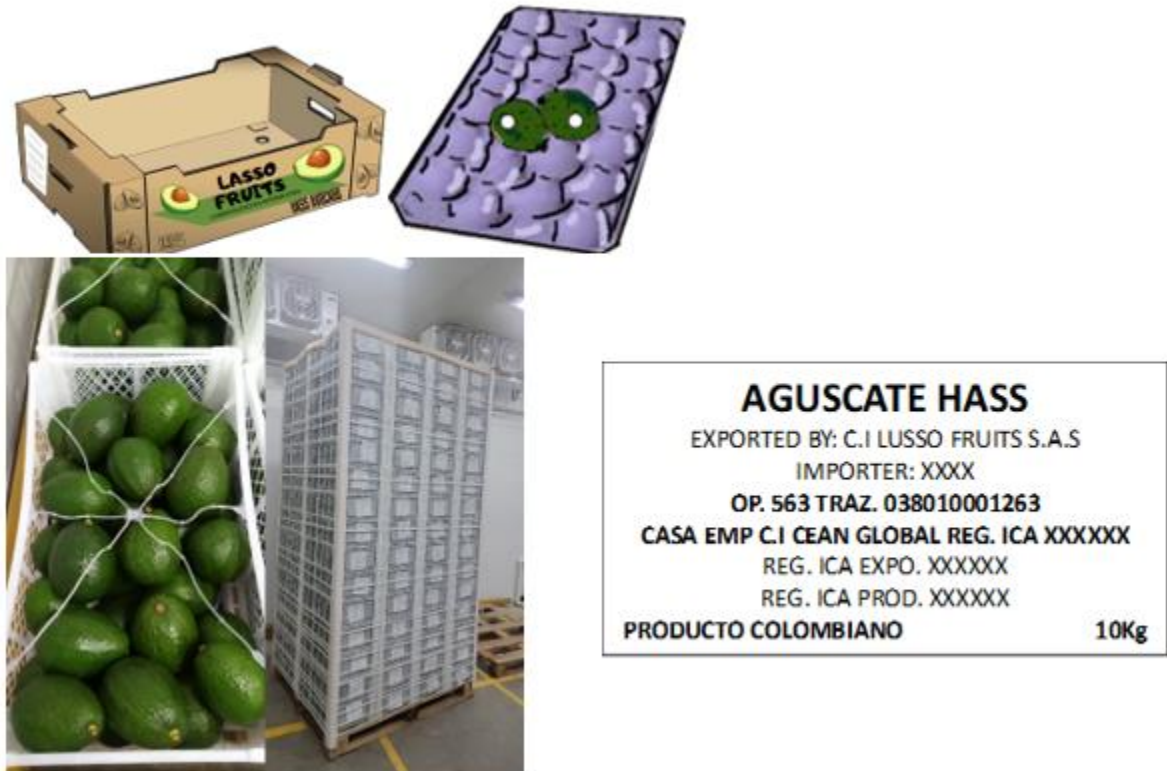 LASSO
FRUITS
AGUSCATE HASS
EXPORTED BY: C.I LUSSO FRUITS S.A.S
IMPORTER: XXXX
OP. 563 TRAZ. 038010001263
CASA EMP C.I CEAN GLOBAL REG. ICA XXXXXX
REG. ICA EXPO. XXXXXX
REG. ICA PROD. XXXXXX
PRODUCTO COLOMBIANO 10Kg